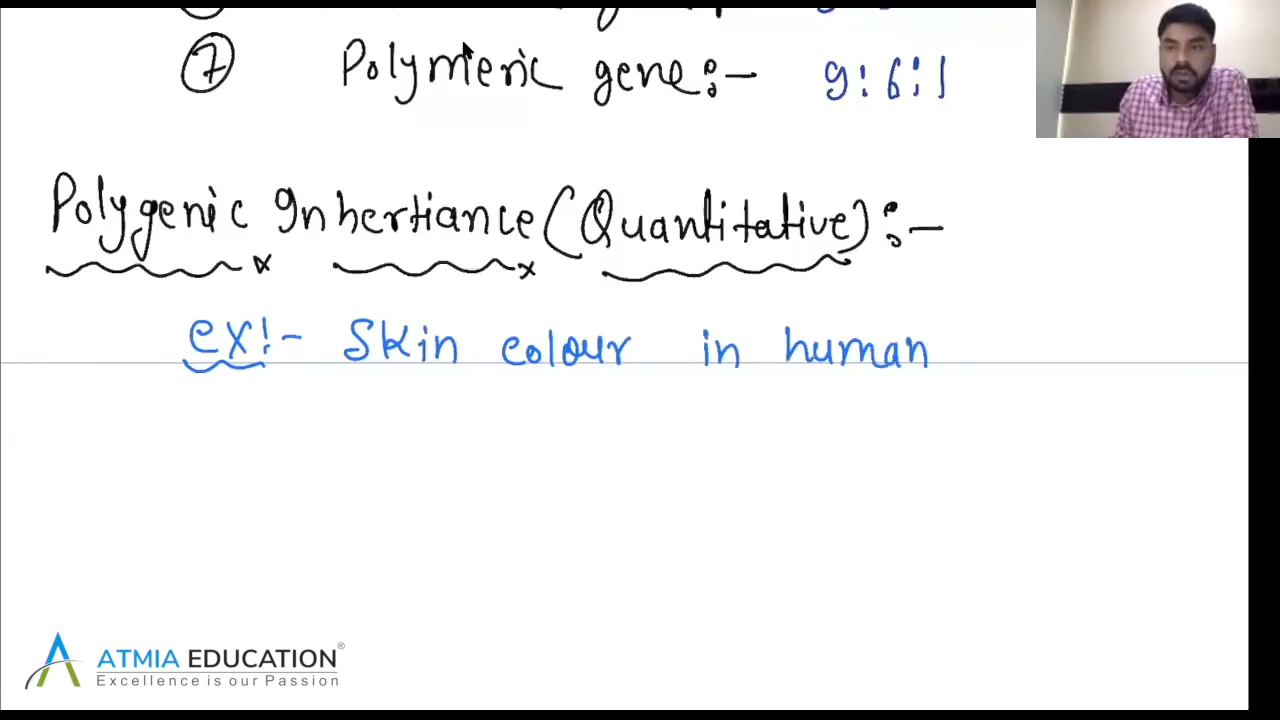 7 Polymeric gene:- 9:6:1
Polygenic Inhertiance (Quantitative):-
ex!- Skin colour in human
ATMIA EDUCATION®
Excellence is our Passion